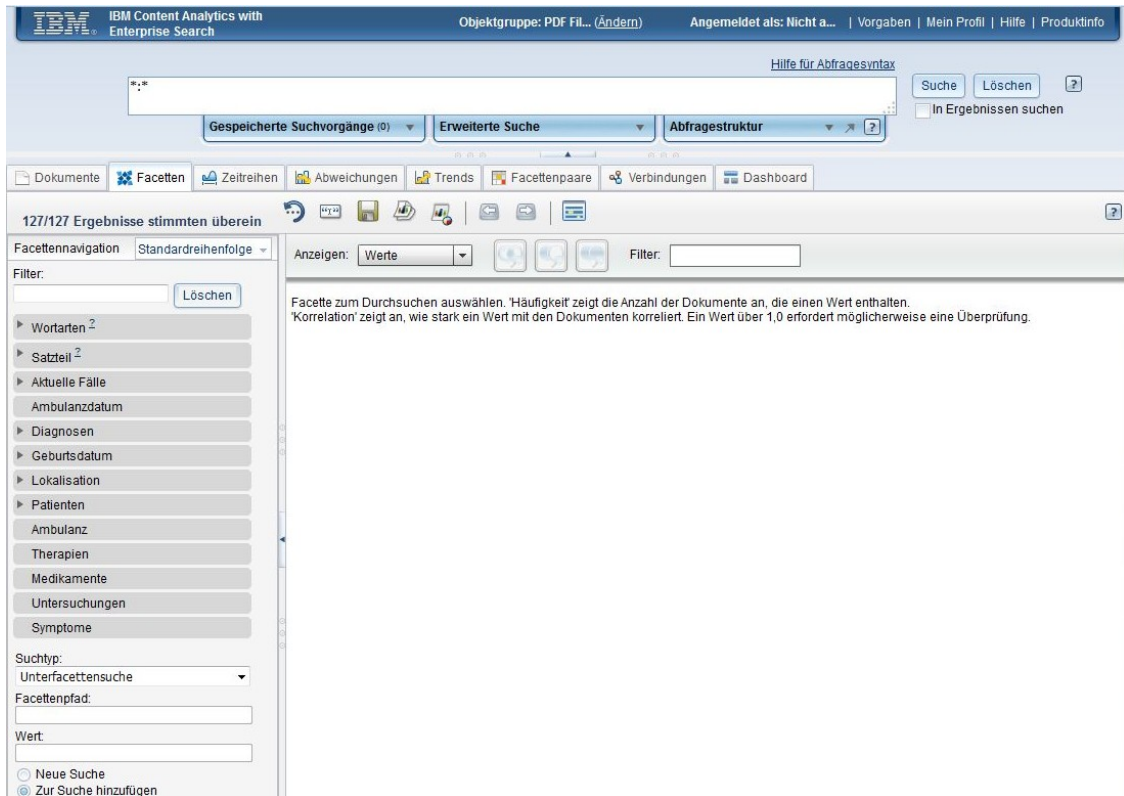 IBM
IBM Content Analytics with
Enterprise Search
Objektgruppe: PDF Fil... (Ändern)
Angemeldet als: Nicht a... | Vorgaben | Mein Profil | Hilfe | Produktinfo
Hilfe für Abfragesyntax
*:*
Suche Löschen ?
In Ergebnissen suchen
Gespeicherte Suchvorgänge (0) Erweiterte Suche Abfragestruktur ?
Dokumente Facetten Zeitreihen Abweichungen Trends Facettenpaare Verbindungen Dashboard
127/127 Ergebnisse stimmten überein
?
Facettennavigation Standardreihenfolge
Anzeigen: Werte Filter:
Filter:
Löschen
Facette zum Durchsuchen auswählen. 'Häufigkeit' zeigt die Anzahl der Dokumente an, die einen Wert enthalten.
'Korrelation' zeigt an, wie stark ein Wert mit den Dokumenten korreliert. Ein Wert über 1,0 erfordert möglicherweise eine Überprüfung.
Wortarten ?
Satzteil ?
Aktuelle Fälle
Ambulanzdatum
Diagnosen
Geburtsdatum
Lokalisation
Patienten
Ambulanz
Therapien
Medikamente
Untersuchungen
Symptome
Suchtyp:
Unterfacettensuche
Facettenpfad:
Wert:
Neue Suche
Zur Suche hinzufügen